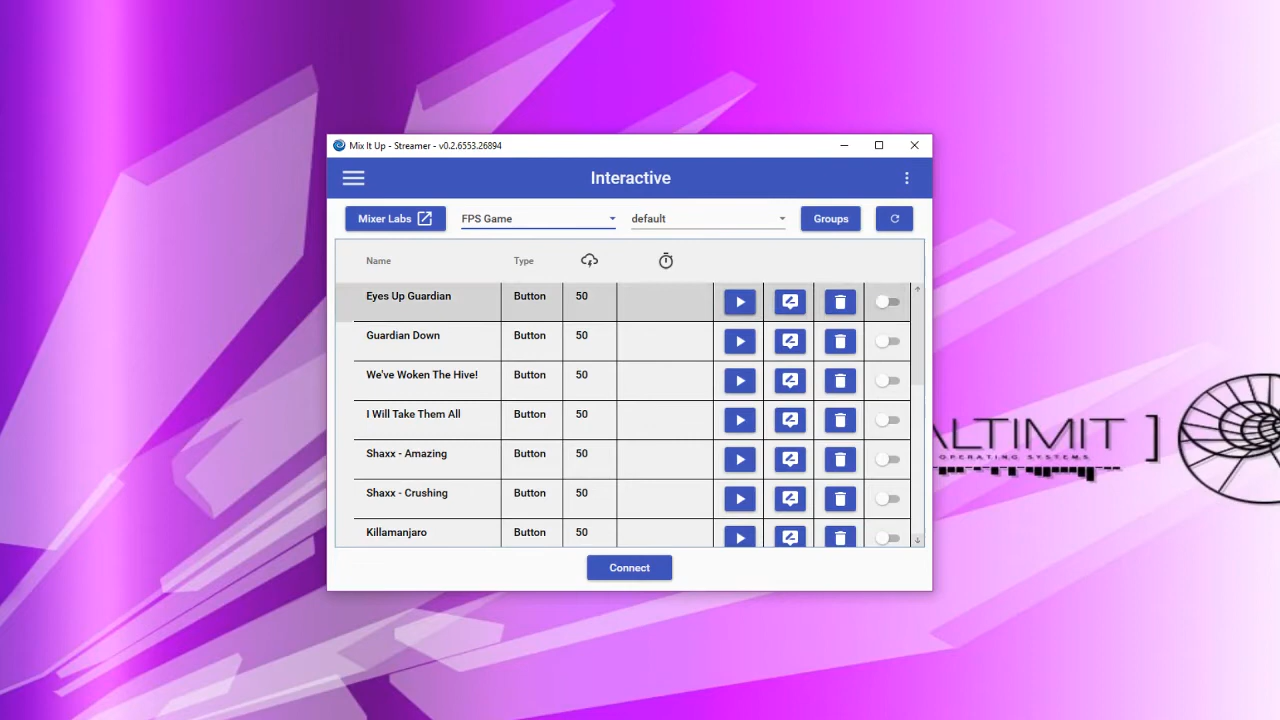 Mix It Up - Streamer - v0.2.6553.26894
Interactive
Mixer Labs FPS Game default Groups
Name Type
Eyes Up Guardian Button 50
Guardian Down Button 50
We've Woken The Hive! Button 50
I Will Take Them All Button 50
Shaxx - Amazing Button 50
Shaxx - Crushing Button 50
Killamanjaro Button 50
Connect
ALTIMIT ]
OPERATING SYSTEMS